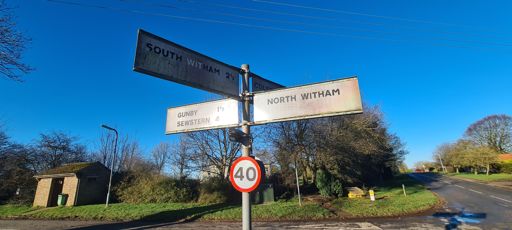 SOUTH WITHAM 2½
NORTH WITHAM
GUNBY 1½
SEWSTERN 4
40